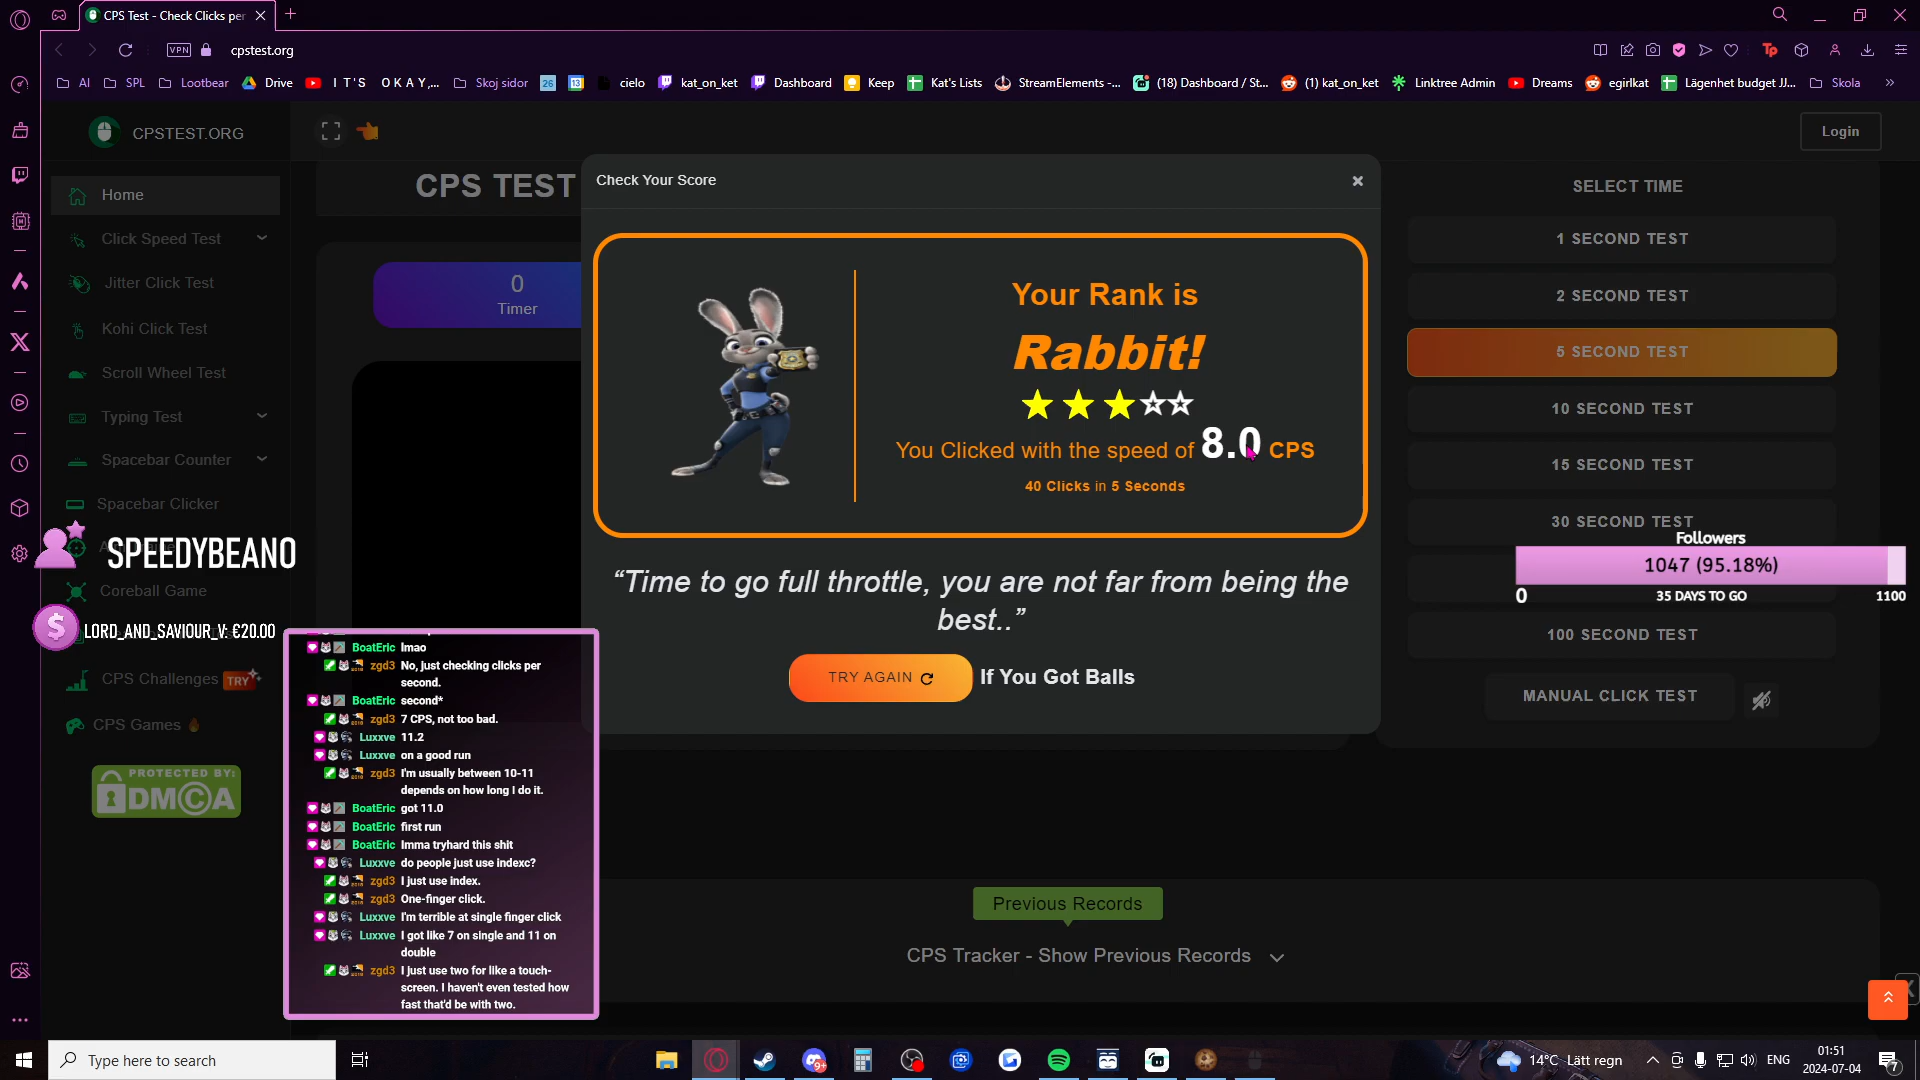 CPS Test - Check Clicks per
VPN
cpstest.org
AI
SPL
Lootbear
Drive
I T'S O K A Y,...
Skoj sidor
cielo
kat_on_ket
Dashboard
Keep
Kat's Lists
StreamElements -...
(18) Dashboard / St...
(1) kat_on_ket
Linktree Admin
Dreams
egirlkat
Lägenhet budget JJ...
Skola
CPSTEST.ORG
Login
Home
Click Speed Test
Jitter Click Test
Kohi Click Test
Scroll Wheel Test
Typing Test
Spacebar Counter
Spacebar Clicker
SPEEDYBEANO
Coreball Game
LORD_AND_SAVIOUR_V: €20.00
CPS Challenges TRY
CPS Games
PROTECTED BY:
DMCA
CPS TEST
0
Timer
Check Your Score
Your Rank is
Rabbit!
You Clicked with the speed of 8.0 CPS
40 Clicks in 5 Seconds
“Time to go full throttle, you are not far from being the
best..”
TRY AGAIN If You Got Balls
SELECT TIME
1 SECOND TEST
2 SECOND TEST
5 SECOND TEST
10 SECOND TEST
15 SECOND TEST
30 SECOND TEST
Followers
1047 (95.18%)
0 35 DAYS TO GO 1100
100 SECOND TEST
MANUAL CLICK TEST
BoatEric lmao
zgd3 No, just checking clicks per
second.
BoatEric second*
zgd3 7 CPS, not too bad.
Luxxve 11.2
Luxxve on a good run
zgd3 I'm usually between 10-11
depends on how long I do it.
BoatEric got 11.0
BoatEric first run
BoatEric Imma tryhard this shit
Luxxve do people just use indexc?
zgd3 I just use index.
zgd3 One-finger click.
Luxxve I'm terrible at single finger click
Luxxve I got like 7 on single and 11 on
double
zgd3 I just use two for like a touch-
screen. I haven't even tested how
fast that'd be with two.
Previous Records
CPS Tracker - Show Previous Records
Type here to search
9+
14°C Lätt regn
ENG
01:51
2024-07-04
7